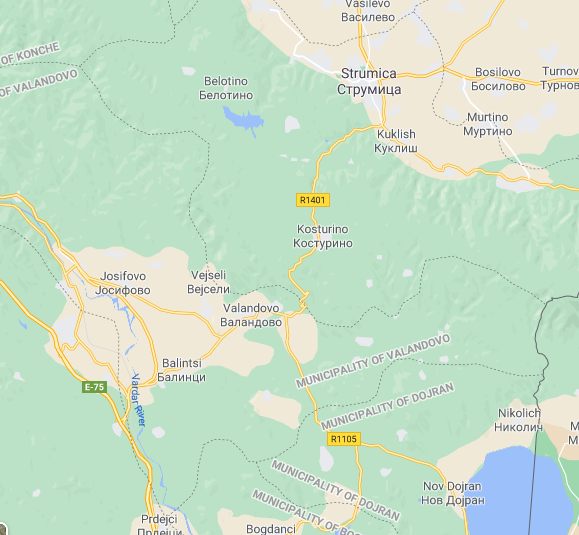 Vasilevo
Василево
OF KONCHE
OF VALANDOVO
Belotino
Белотино
Strumica
Струмица
Bosilovo
Босилово
Turnov
Турнов
Murtino
Муртино
Kuklish
Куклиш
R1401
Kosturino
Костурино
Josifovo
Јосифово
Vejseli
Вејсели
Valandovo
Валандово
Balintsi
Балинци
E-75
Vardar River
MUNICIPALITY OF VALANDOVO
MUNICIPALITY OF DOJRAN
Nikolich
Николич
R1105
MUNICIPALITY OF DOJRAN
MUNICIPALITY OF BOG
Nov Dojran
Нов Дојран
Prdejci
Прдејци
Bogdanci